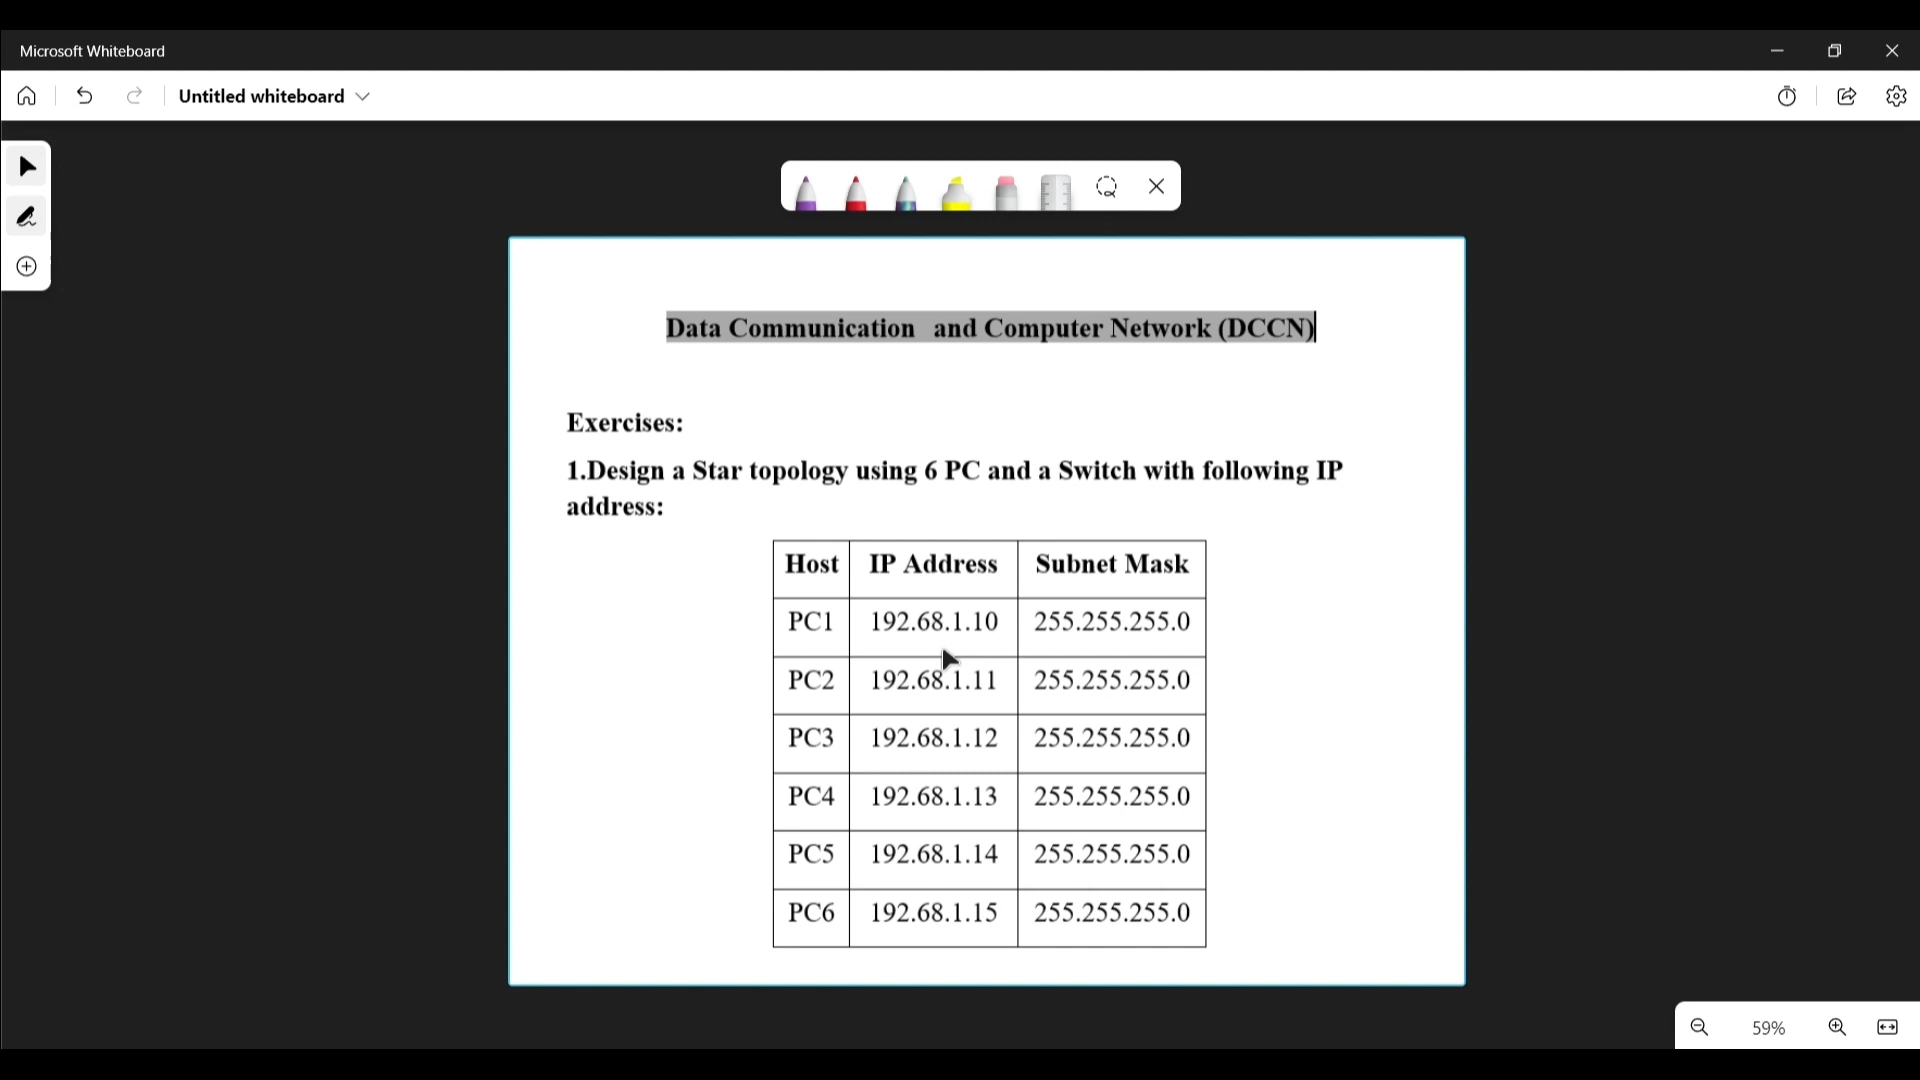 Microsoft Whiteboard
Untitled whiteboard
Data Communication and Computer Network (DCCN)
Exercises:
1.Design a Star topology using 6 PC and a Switch with following IP
address:
Host IP Address Subnet Mask
PC1 192.68.1.10 255.255.255.0
PC2 192.68.1.11 255.255.255.0
PC3 192.68.1.12 255.255.255.0
PC4 192.68.1.13 255.255.255.0
PC5 192.68.1.14 255.255.255.0
PC6 192.68.1.15 255.255.255.0
59%